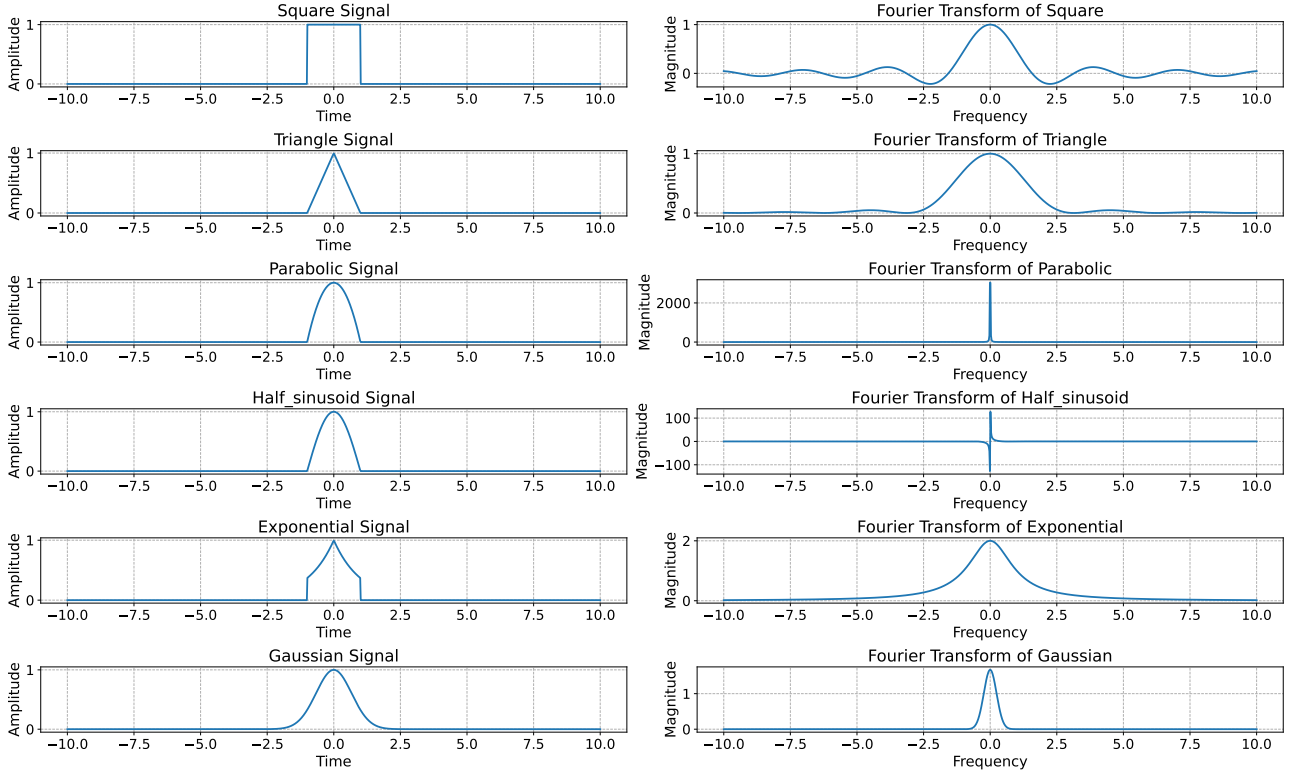 Square Signal
Amplitude
1
0
−10.0 −7.5 −5.0 −2.5 0.0 2.5 5.0 7.5 10.0
Time
Fourier Transform of Square
Magnitude
1
0
−10.0 −7.5 −5.0 −2.5 0.0 2.5 5.0 7.5 10.0
Frequency
Triangle Signal
Amplitude
1
0
−10.0 −7.5 −5.0 −2.5 0.0 2.5 5.0 7.5 10.0
Time
Fourier Transform of Triangle
Magnitude
1
0
−10.0 −7.5 −5.0 −2.5 0.0 2.5 5.0 7.5 10.0
Frequency
Parabolic Signal
Amplitude
1
0
−10.0 −7.5 −5.0 −2.5 0.0 2.5 5.0 7.5 10.0
Time
Fourier Transform of Parabolic
Magnitude
2000
0
−10.0 −7.5 −5.0 −2.5 0.0 2.5 5.0 7.5 10.0
Frequency
Half_sinusoid Signal
Amplitude
1
0
−10.0 −7.5 −5.0 −2.5 0.0 2.5 5.0 7.5 10.0
Time
Fourier Transform of Half_sinusoid
Magnitude
100
0
−100
−10.0 −7.5 −5.0 −2.5 0.0 2.5 5.0 7.5 10.0
Frequency
Exponential Signal
Amplitude
1
0
−10.0 −7.5 −5.0 −2.5 0.0 2.5 5.0 7.5 10.0
Time
Fourier Transform of Exponential
Magnitude
2
0
−10.0 −7.5 −5.0 −2.5 0.0 2.5 5.0 7.5 10.0
Frequency
Gaussian Signal
Amplitude
1
0
−10.0 −7.5 −5.0 −2.5 0.0 2.5 5.0 7.5 10.0
Time
Fourier Transform of Gaussian
Magnitude
1
0
−10.0 −7.5 −5.0 −2.5 0.0 2.5 5.0 7.5 10.0
Frequency